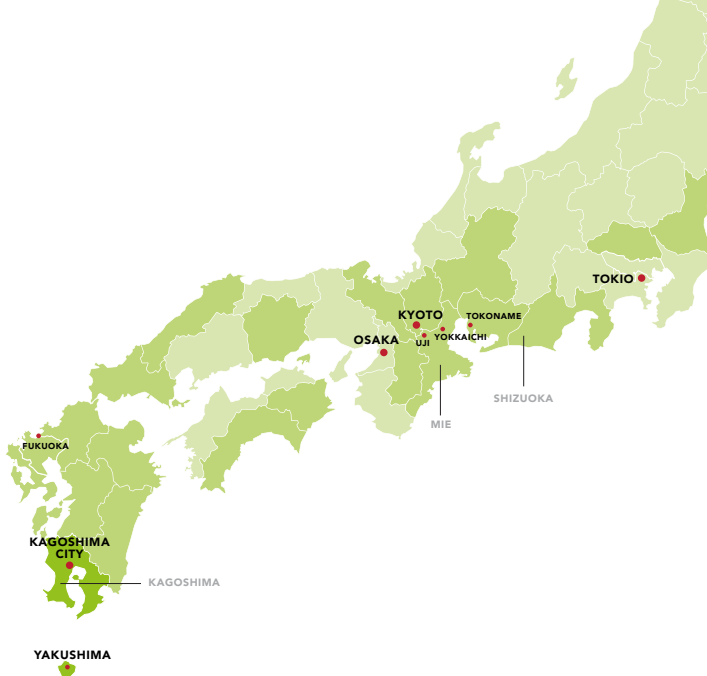 TOKIO
KYOTO
TOKONAME
OSAKA
UJI
YOKKAICHI
SHIZUOKA
MIE
FUKUOKA
KAGOSHIMA
CITY
KAGOSHIMA
YAKUSHIMA